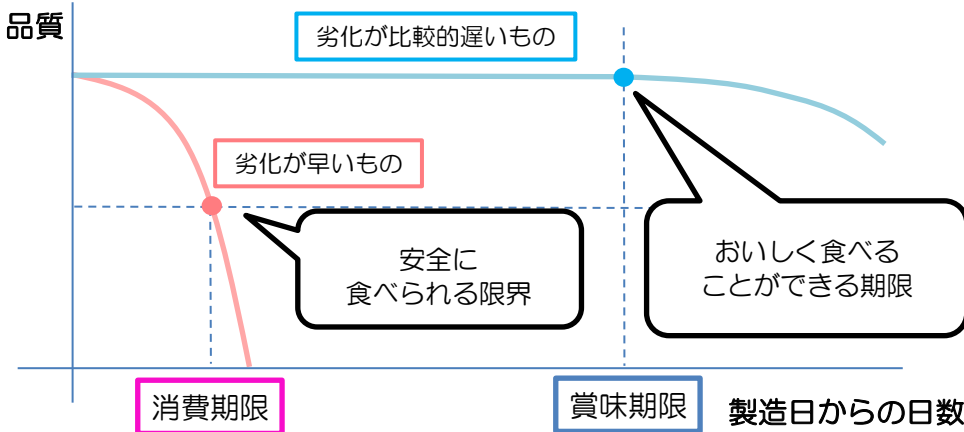 品質
劣化が比較的遅いもの
劣化が早いもの
安全に
食べられる限界
おいしく食べる
ことができる期限
消費期限
賞味期限
製造日からの日数